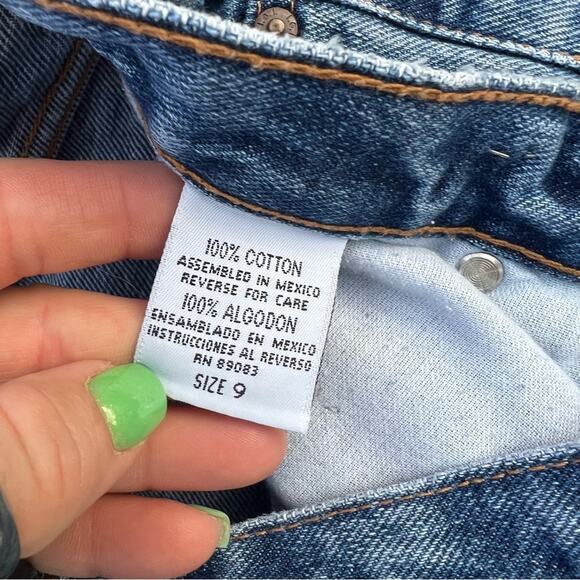 100% COTTON
ASSEMBLED IN MEXICO
REVERSE FOR CARE
100% ALGODON
ENSAMBLADO EN MEXICO
INSTRUCCIONES AL REVERSO
RN 89083
SIZE 9